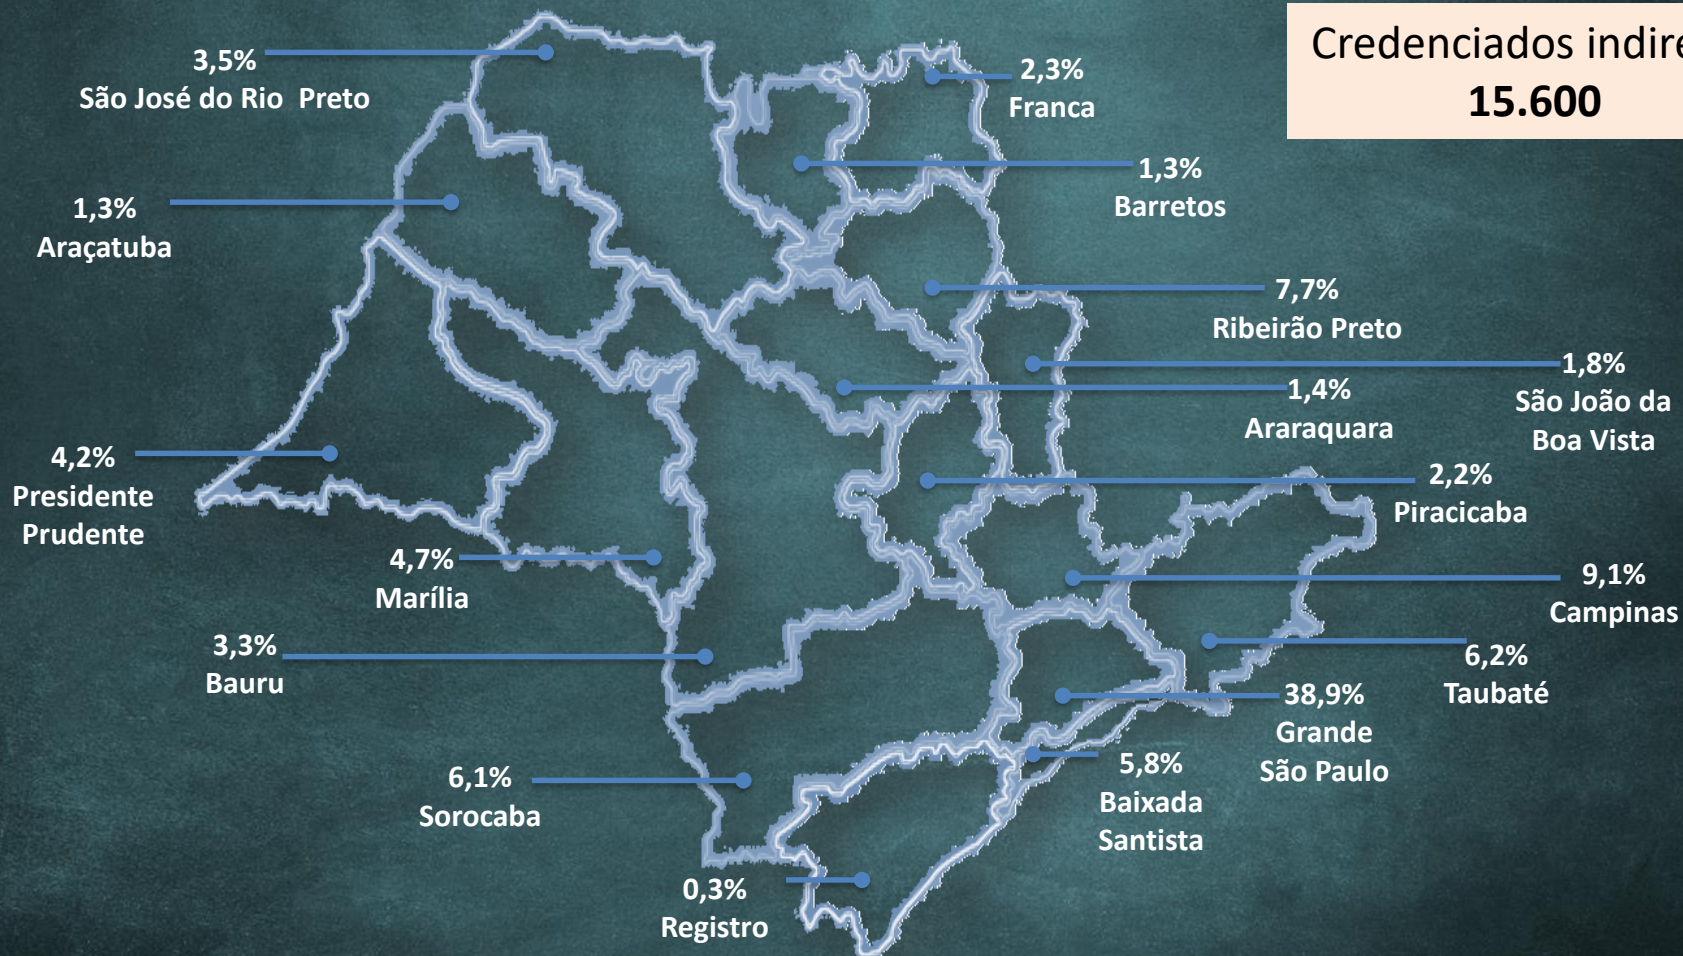 Credenciados
15.600
3,5%
São José do Rio Preto
2,3%
Franca
1,3%
Barretos
1,3%
Araçatuba
7,7%
Ribeirão Preto
1,8%
São João da
Boa Vista
1,4%
Araraquara
4,2%
Presidente
Prudente
2,2%
Piracicaba
4,7%
Marília
9,1%
Campinas
3,3%
Bauru
6,2%
Taubaté
38,9%
Grande
São Paulo
6,1%
Sorocaba
5,8%
Baixada
Santista
0,3%
Registro